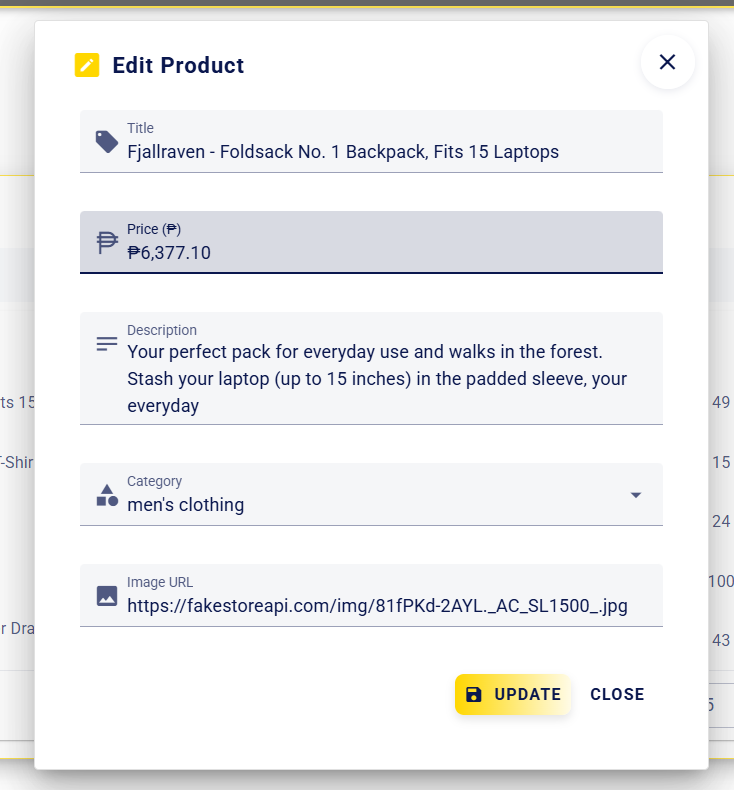 Edit Product
Title
Fjallraven - Foldsack No. 1 Backpack, Fits 15 Laptops
Price (₱)
₱6,377.10
Description
Your perfect pack for everyday use and walks in the forest.
Stash your laptop (up to 15 inches) in the padded sleeve, your
everyday
ts 15
49
T-Shir
15
Category
men's clothing
24
Image URL
https://fakestoreapi.com/img/81fPKd-2AYL._AC_SL1500_.jpg
100
r Dra
43
UPDATE
CLOSE
5